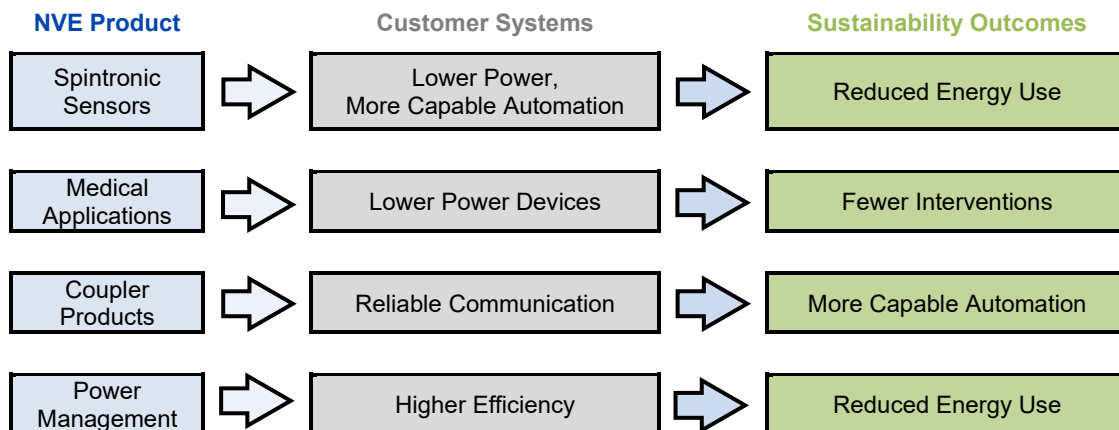 NVE Product
Customer Systems
Sustainability Outcomes
Spintronic
Sensors
Lower Power,
More Capable Automation
Reduced Energy Use
Medical
Applications
Lower Power Devices
Fewer Interventions
Coupler
Products
Reliable Communication
More Capable Automation
Power
Management
Higher Efficiency
Reduced Energy Use